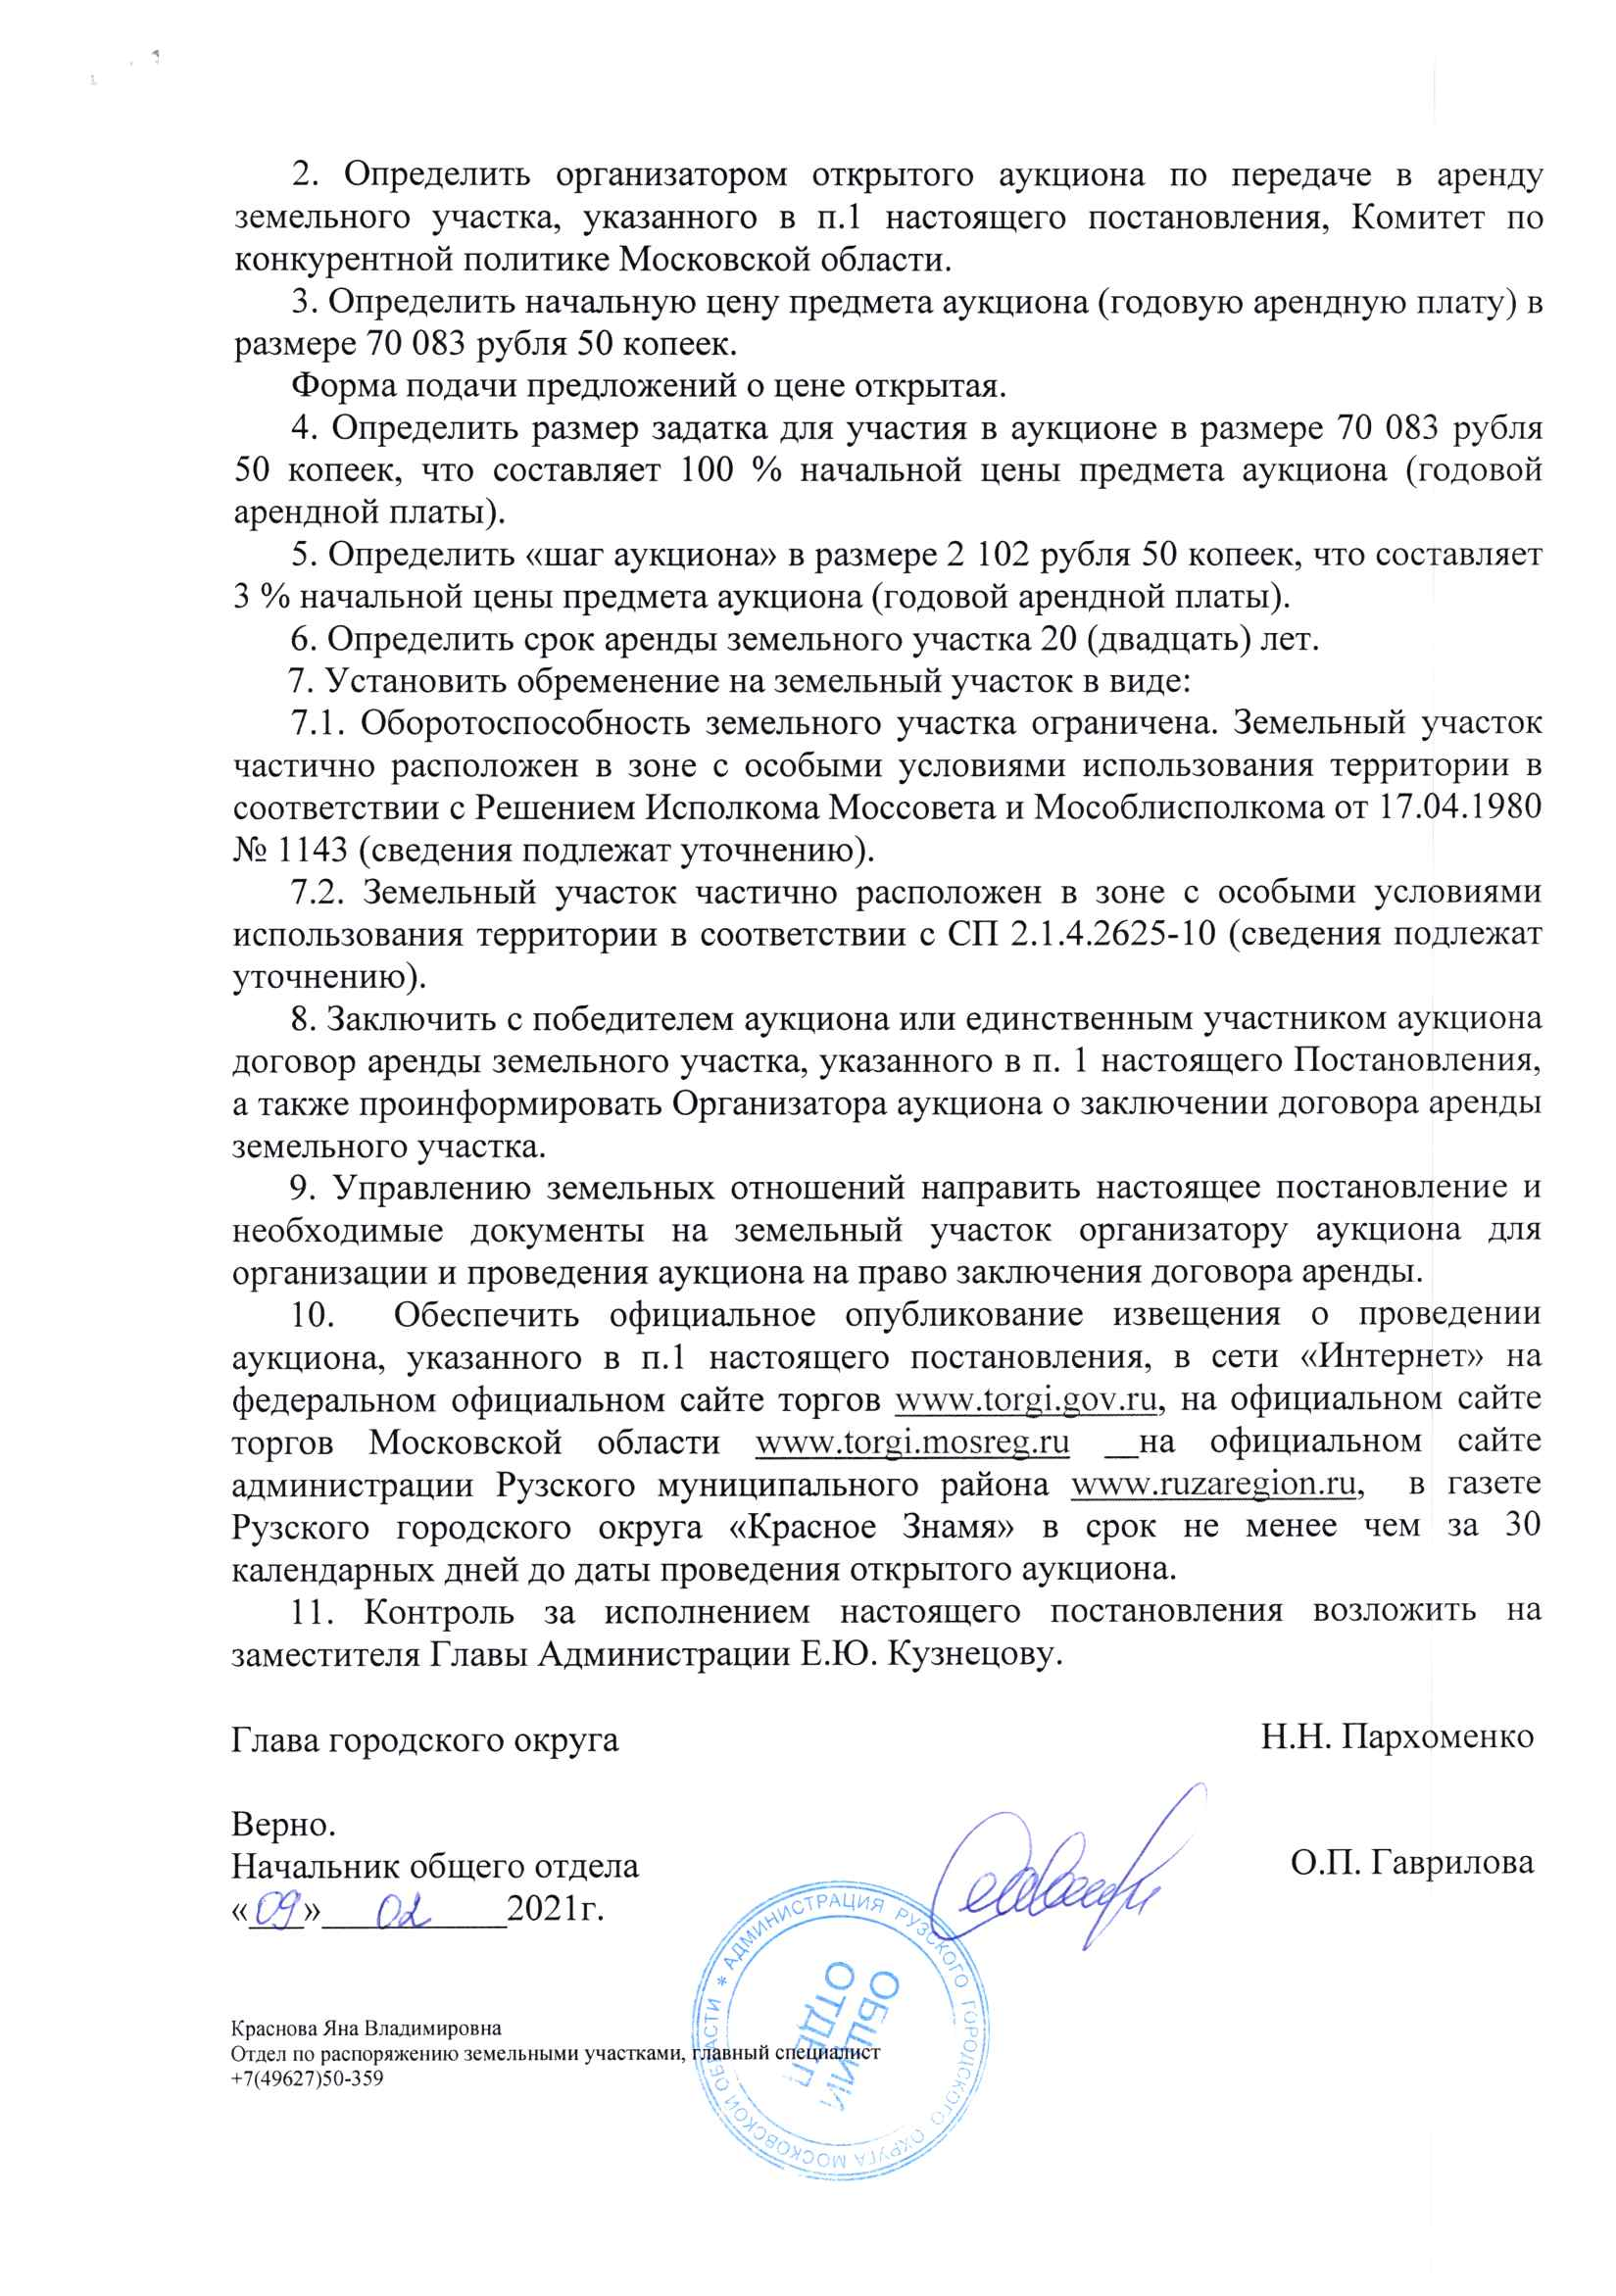 2. Определить организатором открытого аукциона по передаче в аренду
земельного участка, указанного в п.1 настоящего постановления, Комитет по
конкурентной политике Московской области.
3. Определить начальную цену предмета аукциона (годовую арендную плату) в
размере 70 083 рубля 50 копеек.
Форма подачи предложений о цене открытая.
4. Определить размер задатка для участия в аукционе в размере 70 083 рубля
50 копеек, что составляет 100 % начальной цены предмета аукциона (годовой
арендной платы).
5. Определить «шаг аукциона» в размере 2 102 рубля 50 копеек, что составляет
3 % начальной цены предмета аукциона (годовой арендной платы).
6. Определить срок аренды земельного участка 20 (двадцать) лет.
7. Установить обременение на земельный участок в виде:
7.1. Оборотоспособность земельного участка ограничена. Земельный участок
частично расположен в зоне с особыми условиями использования территории в
соответствии с Решением Исполкома Моссовета и Мособлисполкома от 17.04.1980
№ 1143 (сведения подлежат уточнению).
7.2. Земельный участок частично расположен в зоне с особыми условиями
использования территории в соответствии с СП 2.1.4.2625-10 (сведения подлежат
уточнению).
8. Заключить с победителем аукциона или единственным участником аукциона
договор аренды земельного участка, указанного в п. 1 настоящего Постановления,
а также проинформировать Организатора аукциона о заключении договора аренды
земельного участка.
9. Управлению земельных отношений направить настоящее постановление и
необходимые документы на земельный участок организатору аукциона для
организации и проведения аукциона на право заключения договора аренды.
10. Обеспечить официальное опубликование извещения о проведении
аукциона, указанного в п.1 настоящего постановления, в сети «Интернет» на
федеральном официальном сайте торгов www.torgi.gov.ru, на официальном сайте
торгов Московской области www.torgi.mosreg.ru __на официальном сайте
администрации Рузского муниципального района www.ruzaregion.ru, в газете
Рузского городского округа «Красное Знамя» в срок не менее чем за 30
календарных дней до даты проведения открытого аукциона.
11. Контроль за исполнением настоящего постановления возложить на
заместителя Главы Администрации Е.Ю. Кузнецову.
Глава городского округа Н.Н. Пархоменко
Верно.
Начальник общего отдела О.П. Гаврилова
«09» 02 2021г.
* АДМИНИСТРАЦИЯ РУЗСКОГО ГОРОДСКОГО ОКРУГА МОСКОВСКОЙ ОБЛАСТИ
ОБЩИЙ
ОТДЕЛ
Краснова Яна Владимировна
Отдел по распоряжению земельными участками, главный специалист
+7(49627)50-359